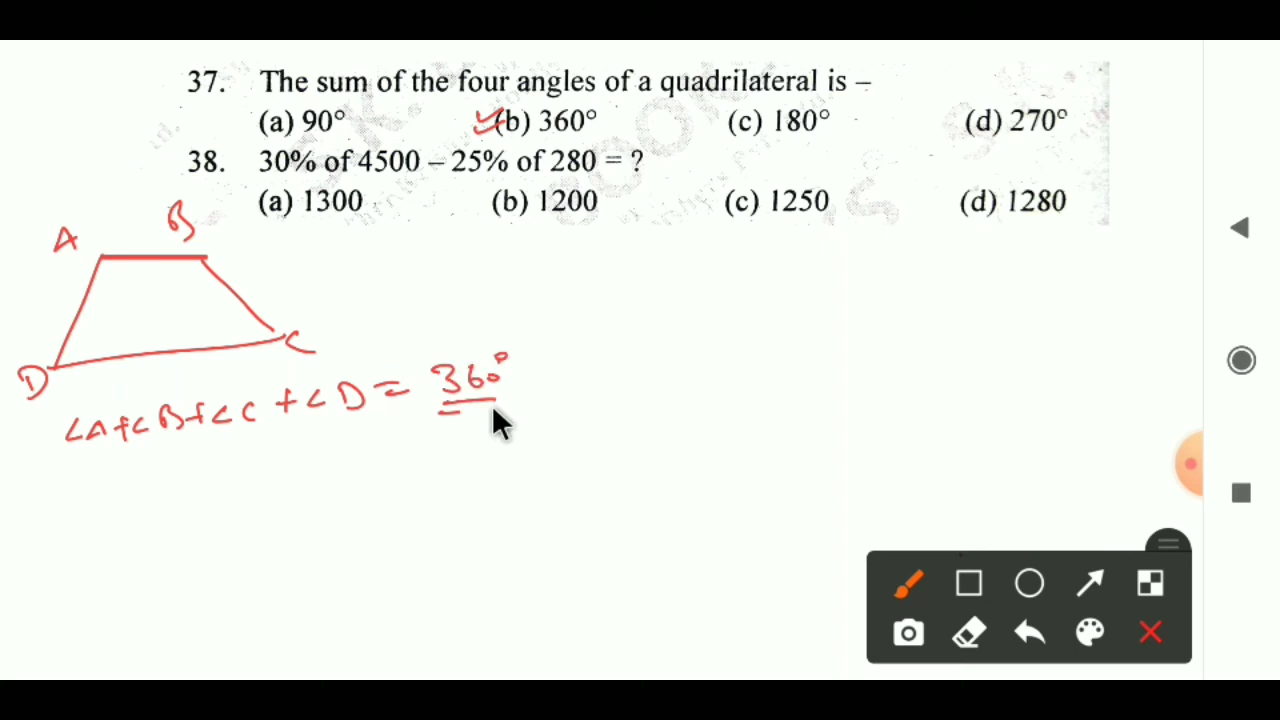 37. The sum of the four angles of a quadrilateral is –
(a) 90° (b) 360° (c) 180° (d) 270°
38. 30% of 4500 – 25% of 280 = ?
(a) 1300 (b) 1200 (c) 1250 (d) 1280
A B
C
D
∠A+∠B+∠C+∠D = 360°